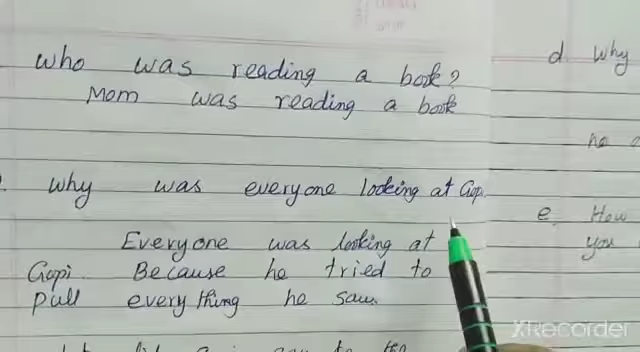 who was reading a book?
Mom was reading a book
why was everyone looking at Gopi
Everyone was looking at
Gopi. Because he tried to
pull everything he saw.
d Why
he
e. How
you
XRecorder